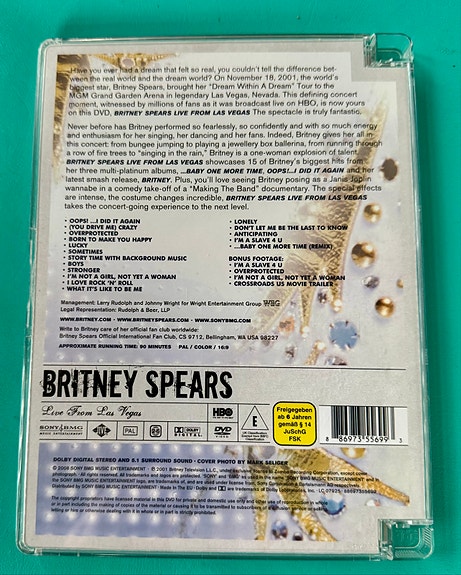 Have you ever had a dream that felt so real, you couldn't tell the difference bet-
ween the real world and the dream world? On November 18, 2001, the world's
biggest star, Britney Spears, brought her "Dream Within A Dream" Tour to the
MGM Grand Garden Arena in legendary Las Vegas, Nevada. This defining concert
moment, witnessed by millions of fans as it was broadcast live on HBO, is now yours
on this DVD, BRITNEY SPEARS LIVE FROM LAS VEGAS The spectacle is truly fantastic.
Never before has Britney performed so fearlessly, so confidently and with so much energy
and enthusiasm for her singing, her dancing and her fans. Indeed, Britney gives her all in
this concert: from bungee jumping to playing a jewellery box ballerina, from running through
a row of fire trees to "singing in the rain," Britney is a one-woman explosion of talent.
BRITNEY SPEARS LIVE FROM LAS VEGAS showcases 15 of Britney's biggest hits from
her three multi-platinum albums, ...BABY ONE MORE TIME, OOPS!...I DID IT AGAIN and her
latest smash release, BRITNEY. Plus, you'll love seeing Britney posing as a Janis Joplin
wannabe in a comedy take-off of a "Making The Band" documentary. The special effects
are intense, the costume changes incredible, BRITNEY SPEARS LIVE FROM LAS VEGAS
takes the concert-going experience to the next level.
• OOPS! ...I DID IT AGAIN
• (YOU DRIVE ME) CRAZY
• OVERPROTECTED
• BORN TO MAKE YOU HAPPY
• LUCKY
• SOMETIMES
• STORY TIME WITH BACKGROUND MUSIC
• BOYS
• STRONGER
• I'M NOT A GIRL, NOT YET A WOMAN
• I LOVE ROCK 'N' ROLL
• WHAT IT'S LIKE TO BE ME
• LONELY
• DON'T LET ME BE THE LAST TO KNOW
• ANTICIPATING
• I'M A SLAVE 4 U
• ...BABY ONE MORE TIME (REMIX)
BONUS FOOTAGE:
• I'M A SLAVE 4 U
• OVERPROTECTED
• I'M NOT A GIRL, NOT YET A WOMAN
• CROSSROADS US MOVIE TRAILER
Management: Larry Rudolph and Johnny Wright for Wright Entertainment Group WEG
Legal Representation: Rudolph & Beer, LLP
• WWW.BRITNEY.COM • WWW.BRITNEYSPEARS.COM • WWW.SONYBMG.COM
Write to Britney care of her official fan club worldwide:
Britney Spears Official International Fan Club, CS 9712, Bellingham, WA USA 98227
APPROXIMATE RUNNING TIME: 90 MINUTES PAL / COLOR / 16:9
BRITNEY SPEARS
Live From Las Vegas
HBO
SONY BMG
MUSIC ENTERTAINMENT
PAL
DOLBY
DIGITAL
DVD
VIDEO
E
Freigegeben
ab 6 Jahren
gemäß § 14
JuSchG
FSK
8 86973 55699 3
DOLBY DIGITAL STEREO AND 5.1 SURROUND SOUND • COVER PHOTO BY MARK SELIGER